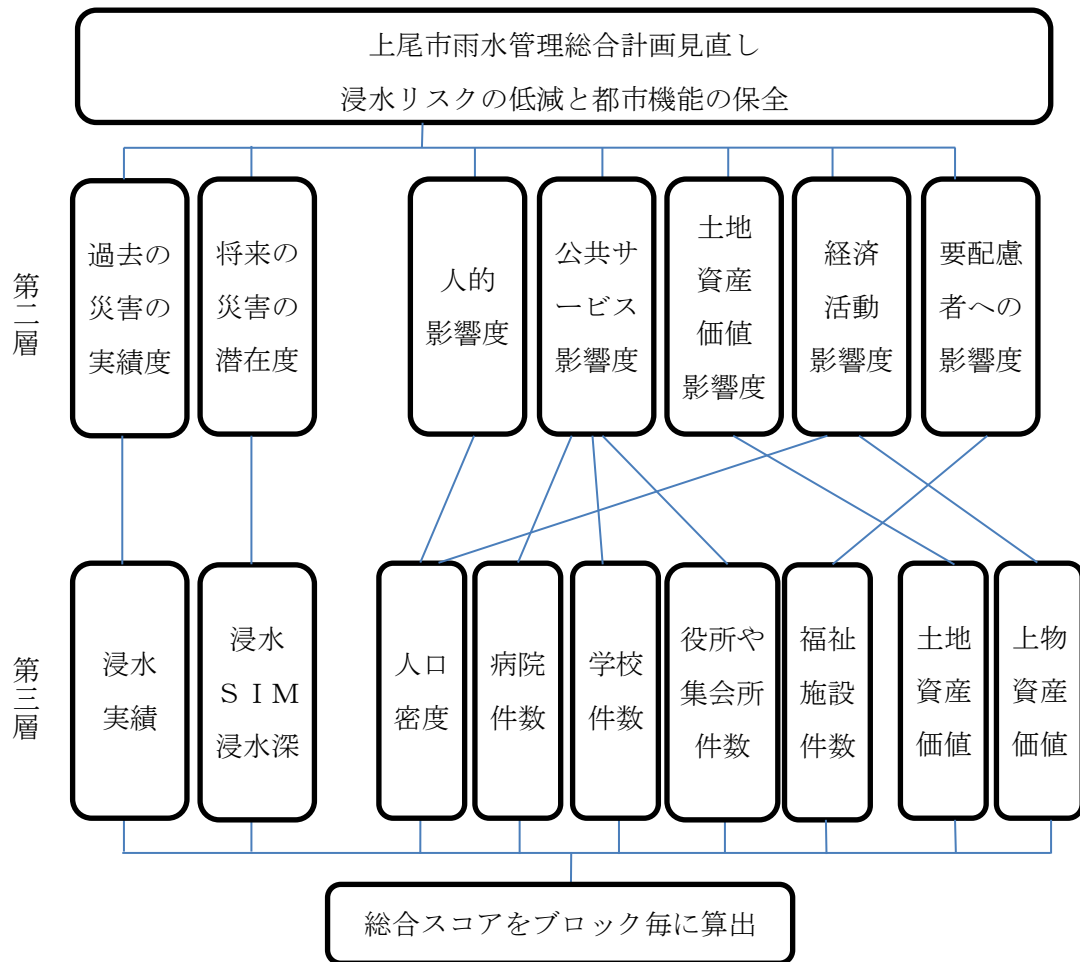 上尾市雨水管理総合計画見直し
浸水リスクの低減と都市機能の保全
第二層
過去の
災害の
実績度
将来の
災害の
潜在度
人的
影響度
公共サ
ービス
影響度
土地
資産
価値
影響度
経済
活動
影響度
要配慮
者への
影響度
第三層
浸水
実績
浸水
ＳＩＭ
浸水深
人口
密度
病院
件数
学校
件数
役所や
集会所
件数
福祉
施設
件数
土地
資産
価値
上物
資産
価値
総合スコアをブロック毎に算出